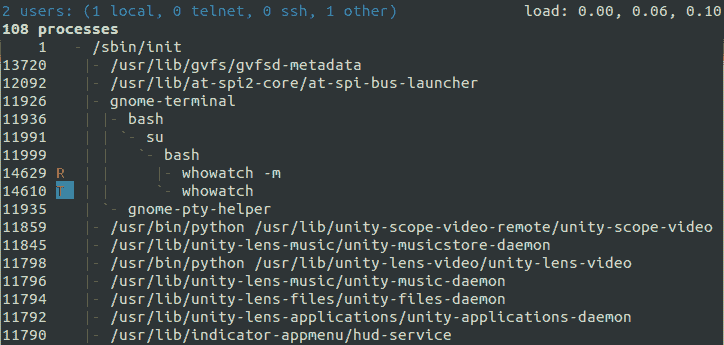 2 users: (1 local, 0 telnet, 0 ssh, 1 other) load: 0.00, 0.06, 0.10
108 processes
1 - /sbin/init
13720 |- /usr/lib/gvfs/gvfsd-metadata
12092 |- /usr/lib/at-spi2-core/at-spi-bus-launcher
11926 |- gnome-terminal
11936 | |- bash
11991 | | `- su
11999 | | `- bash
14629 R | | |- whowatch -m
14610 T | | `- whowatch
11935 | `- gnome-pty-helper
11859 |- /usr/bin/python /usr/lib/unity-scope-video-remote/unity-scope-video
11845 |- /usr/lib/unity-lens-music/unity-musicstore-daemon
11798 |- /usr/bin/python /usr/lib/unity-lens-video/unity-lens-video
11796 |- /usr/lib/unity-lens-music/unity-music-daemon
11794 |- /usr/lib/unity-lens-files/unity-files-daemon
11792 |- /usr/lib/unity-lens-applications/unity-applications-daemon
11790 |- /usr/lib/indicator-appmenu/hud-service